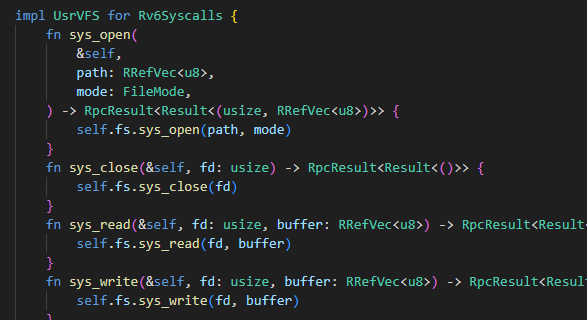 impl UsrVFS for Rv6Syscalls {
fn sys_open(
&self,
path: RRefVec<u8>,
mode: FileMode,
) -> RpcResult<Result<(usize, RRefVec<u8>)>> {
self.fs.sys_open(path, mode)
}
fn sys_close(&self, fd: usize) -> RpcResult<Result<()>> {
self.fs.sys_close(fd)
}
fn sys_read(&self, fd: usize, buffer: RRefVec<u8>) -> RpcResult<Result<
self.fs.sys_read(fd, buffer)
}
fn sys_write(&self, fd: usize, buffer: RRefVec<u8>) -> RpcResult<Resul
self.fs.sys_write(fd, buffer)
}